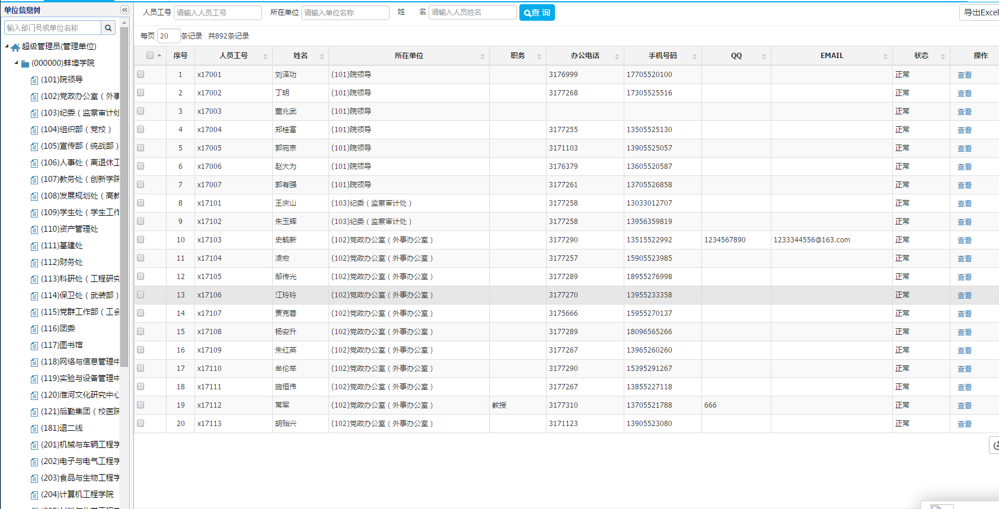 单位信息树
输入部门号或单位名称
超级管理员(管理单位)
(000000)蚌埠学院
(101)院领导
(102)党政办公室（外事
(103)纪委（监察审计处
(104)组织部（党校）
(105)宣传部（统战部）
(106)人事处（离退休工
(107)教务处（创新学院
(108)发展规划处（高教
(109)学生处（学生工作
(110)资产管理处
(111)基建处
(112)财务处
(113)科研处（工程研究
(114)保卫处（武装部）
(115)党群工作部（工会
(116)团委
(117)图书馆
(118)网络与信息管理中
(119)实验与设备管理中
(120)淮河文化研究中心
(121)后勤集团（校医院
(181)退二线
(201)机械与车辆工程学
(202)电子与电气工程学
(203)食品与生物工程学
(204)计算机工程学院
人员工号 请输入人员工号 所在单位 请输入单位名称 姓 名 请输入人员姓名 查 询 导出Excel
每页 20 条记录 共892条记录
序号 人员工号 姓名 所在单位 职务 办公电话 手机号码 QQ EMAIL 状态 操作
1 x17001 刘泽功 (101)院领导 3176999 17705520100 正常 查看
2 x17002 丁明 (101)院领导 3177268 17305525516 正常 查看
3 x17003 董兆武 (101)院领导 正常 查看
4 x17004 郑桂富 (101)院领导 3177255 13505525130 正常 查看
5 x17005 郭宛京 (101)院领导 3171103 13905525057 正常 查看
6 x17006 赵大为 (101)院领导 3176379 13605520587 正常 查看
7 x17007 郭有强 (101)院领导 3177261 13705526858 正常 查看
8 x17101 王庆山 (103)纪委（监察审计处） 3177258 13033012707 正常 查看
9 x17102 朱玉辉 (103)纪委（监察审计处） 3177258 13956359819 正常 查看
10 x17103 史毓新 (102)党政办公室（外事办公室） 3177290 13515522992 1234567890 1233344556@163.com 正常 查看
11 x17104 凌宏 (102)党政办公室（外事办公室） 3177257 15905523985 正常 查看
12 x17105 邹传光 (102)党政办公室（外事办公室） 3177289 18955276998 正常 查看
13 x17106 江玲玲 (102)党政办公室（外事办公室） 3177270 13955233358 正常 查看
14 x17107 贾克蓉 (102)党政办公室（外事办公室） 3175666 15955270137 正常 查看
15 x17108 杨安升 (102)党政办公室（外事办公室） 3177289 18096565266 正常 查看
16 x17109 朱红英 (102)党政办公室（外事办公室） 3177267 13965260260 正常 查看
17 x17110 牟伦举 (102)党政办公室（外事办公室） 3177290 15395291267 正常 查看
18 x17111 施恒伟 (102)党政办公室（外事办公室） 3177267 13855227118 正常 查看
19 x17112 常军 (102)党政办公室（外事办公室） 教授 3177310 13705521788 666 正常 查看
20 x17113 胡贻兴 (102)党政办公室（外事办公室） 3171123 13905523080 正常 查看